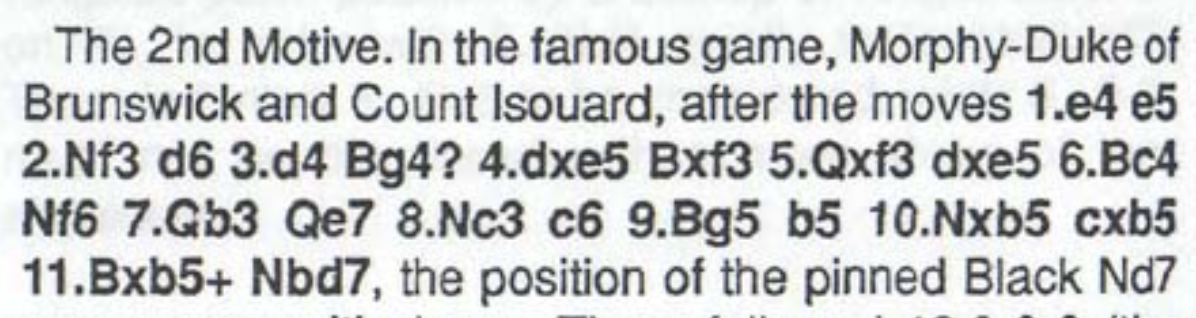 The 2nd Motive. In the famous game, Morphy-Duke of
Brunswick and Count Isouard, after the moves 1.e4 e5
2.Nf3 d6 3.d4 Bg4? 4.dxe5 Bxf3 5.Qxf3 dxe5 6.Bc4
Nf6 7.Qb3 Qe7 8.Nc3 c6 9.Bg5 b5 10.Nxb5 cxb5
11.Bxb5+ Nbd7, the position of the pinned Black Nd7